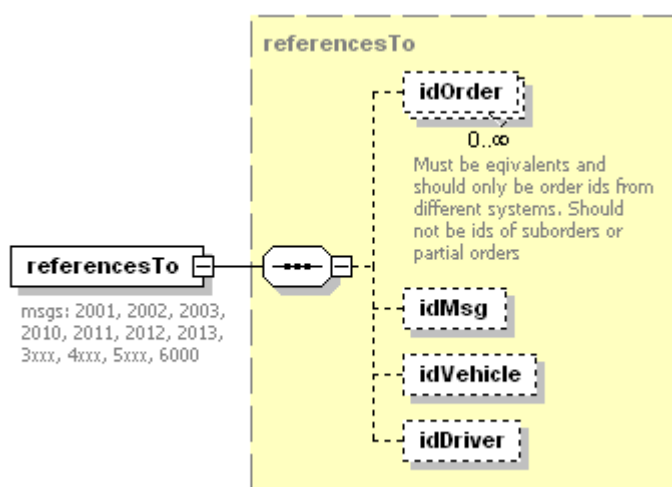 referencesTo
idOrder
0..∞
Must be eqivalents and
should only be order ids from
different systems. Should
not be ids of suborders or
partial orders
referencesTo
msgs: 2001, 2002, 2003,
2010, 2011, 2012, 2013,
3xxx, 4xxx, 5xxx, 6000
idMsg
idVehicle
idDriver